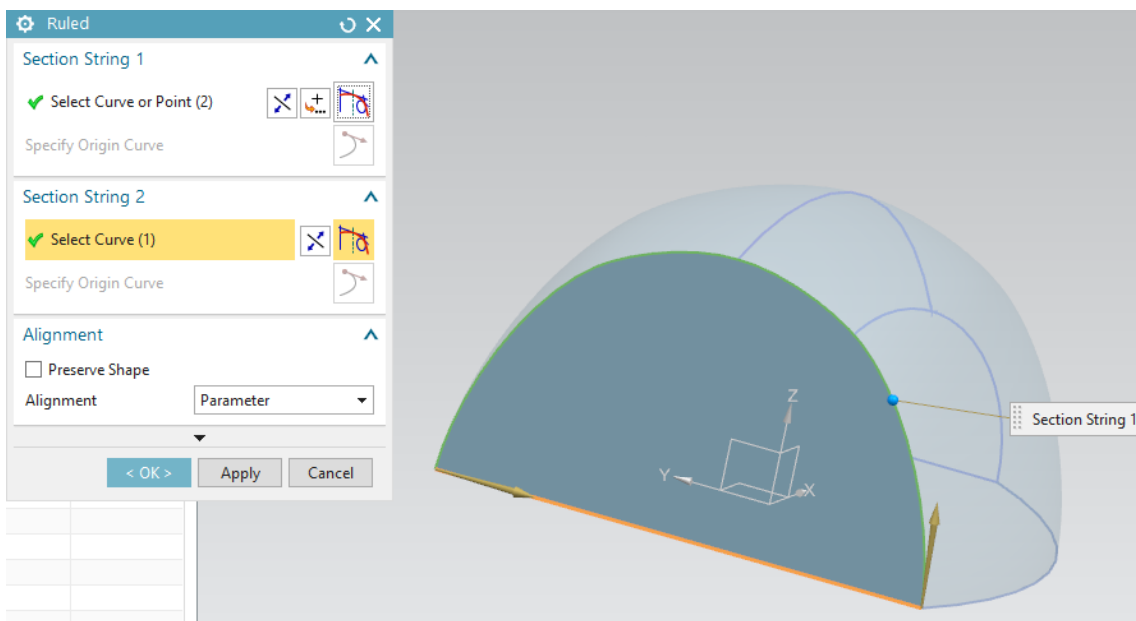 Ruled
Section String 1
Select Curve or Point (2)
Specify Origin Curve
Section String 2
Select Curve (1)
Specify Origin Curve
Alignment
Preserve Shape
Alignment Parameter
< OK > Apply Cancel
Z
Y
X
Section String 1